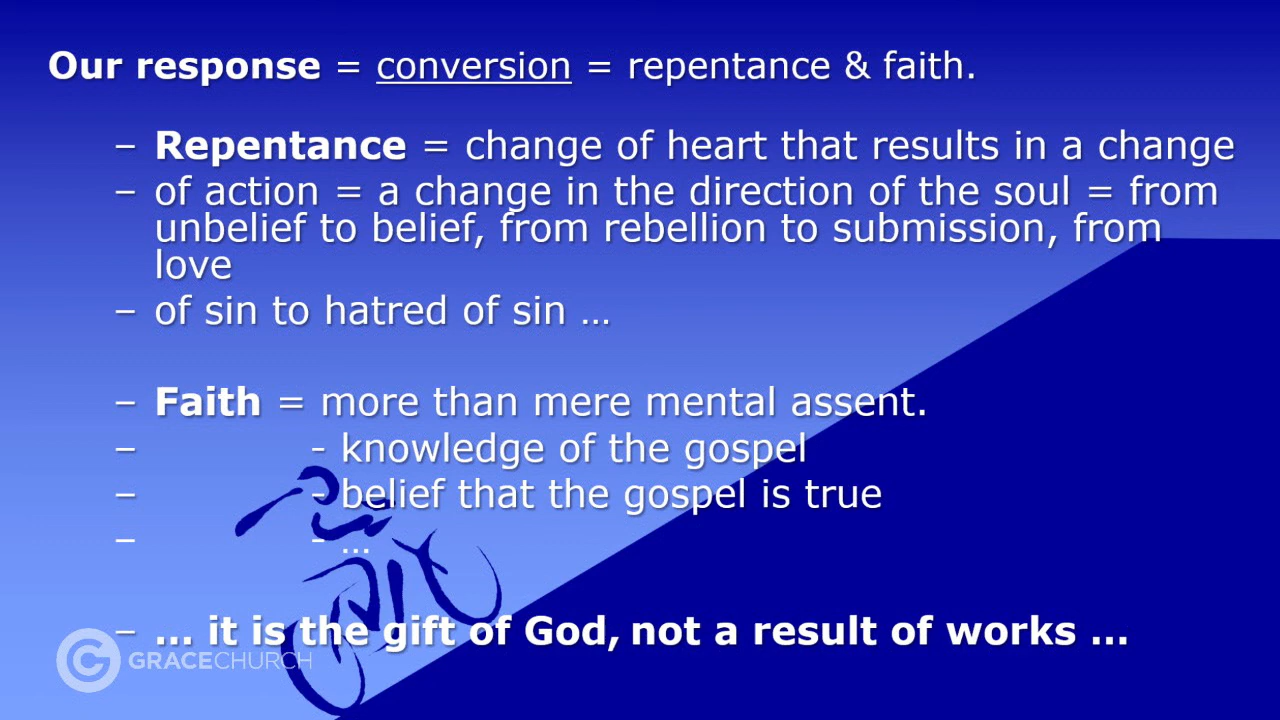 Our response = conversion = repentance & faith.
– Repentance = change of heart that results in a change
– of action = a change in the direction of the soul = from
unbelief to belief, from rebellion to submission, from
love
– of sin to hatred of sin ...
– Faith = more than mere mental assent.
– - knowledge of the gospel
– - belief that the gospel is true
– - ...
– ... it is the gift of God, not a result of works ...
GRACECHURCH